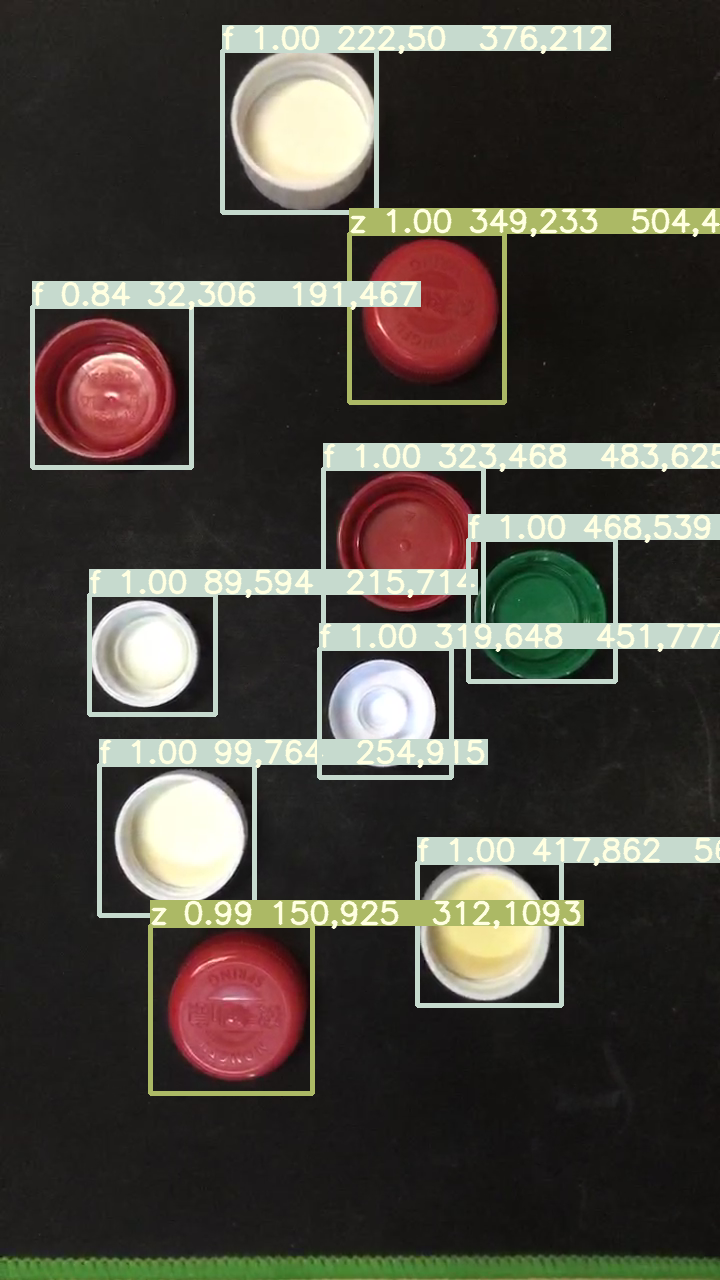 f 1.00 222,50 376,212
z 1.00 349,233 504,4
f 0.84 32,306 191,467
f 1.00 323,468 483,625
f 1.00 468,539
f 1.00 89,594 215,714
f 1.00 319,648 451,777
f 1.00 99,764 254,915
f 1.00 417,862 56
z 0.99 150,925 312,1093
SPRING